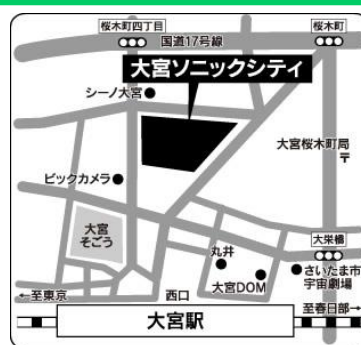 桜木町四丁目
桜木町
国道17号線
大宮ソニックシティ
シーノ大宮
大宮桜木町局
〒
ビックカメラ
大宮
そごう
大栄橋
丸井
さいたま市
宇宙劇場
大宮DOM
←至東京
西口
至春日部→
大宮駅